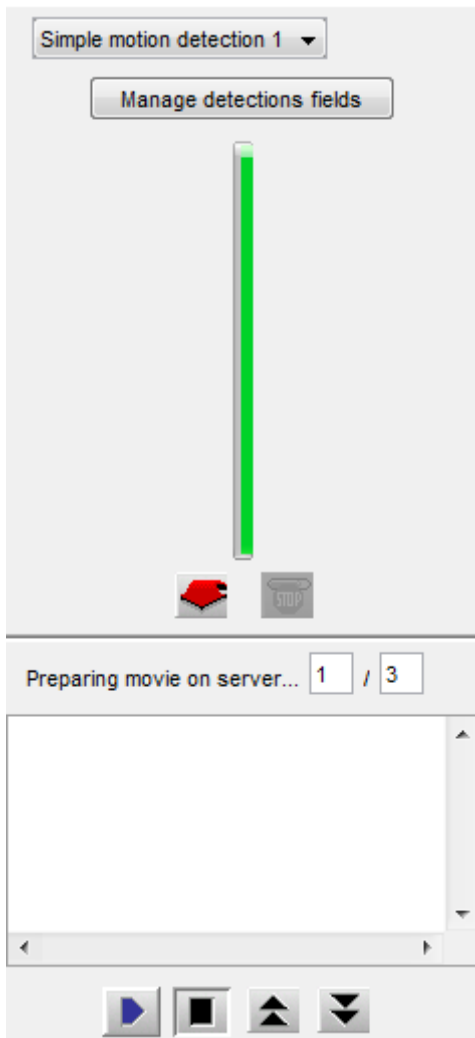 Simple motion detection 1
Manage detections fields
STOP
Preparing movie on server... 1 / 3